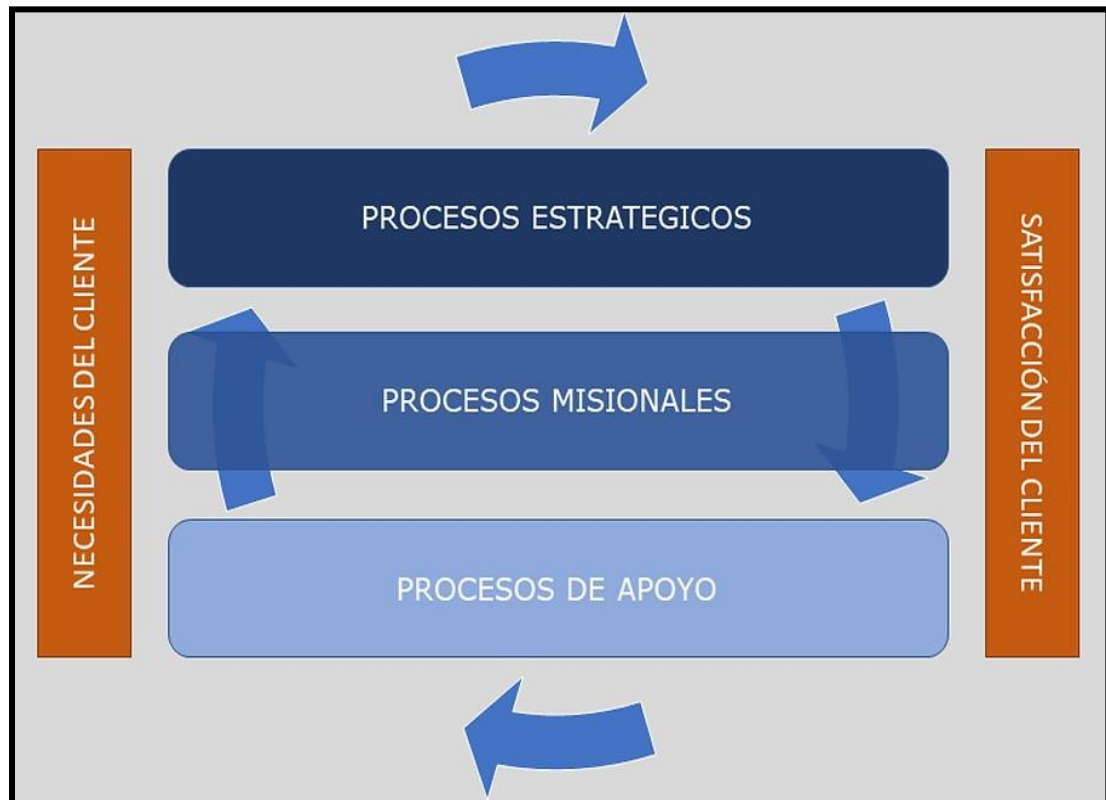 NECESIDADES DEL CLIENTE
PROCESOS ESTRATEGICOS
PROCESOS MISIONALES
PROCESOS DE APOYO
SATISFACCIÓN DEL CLIENTE